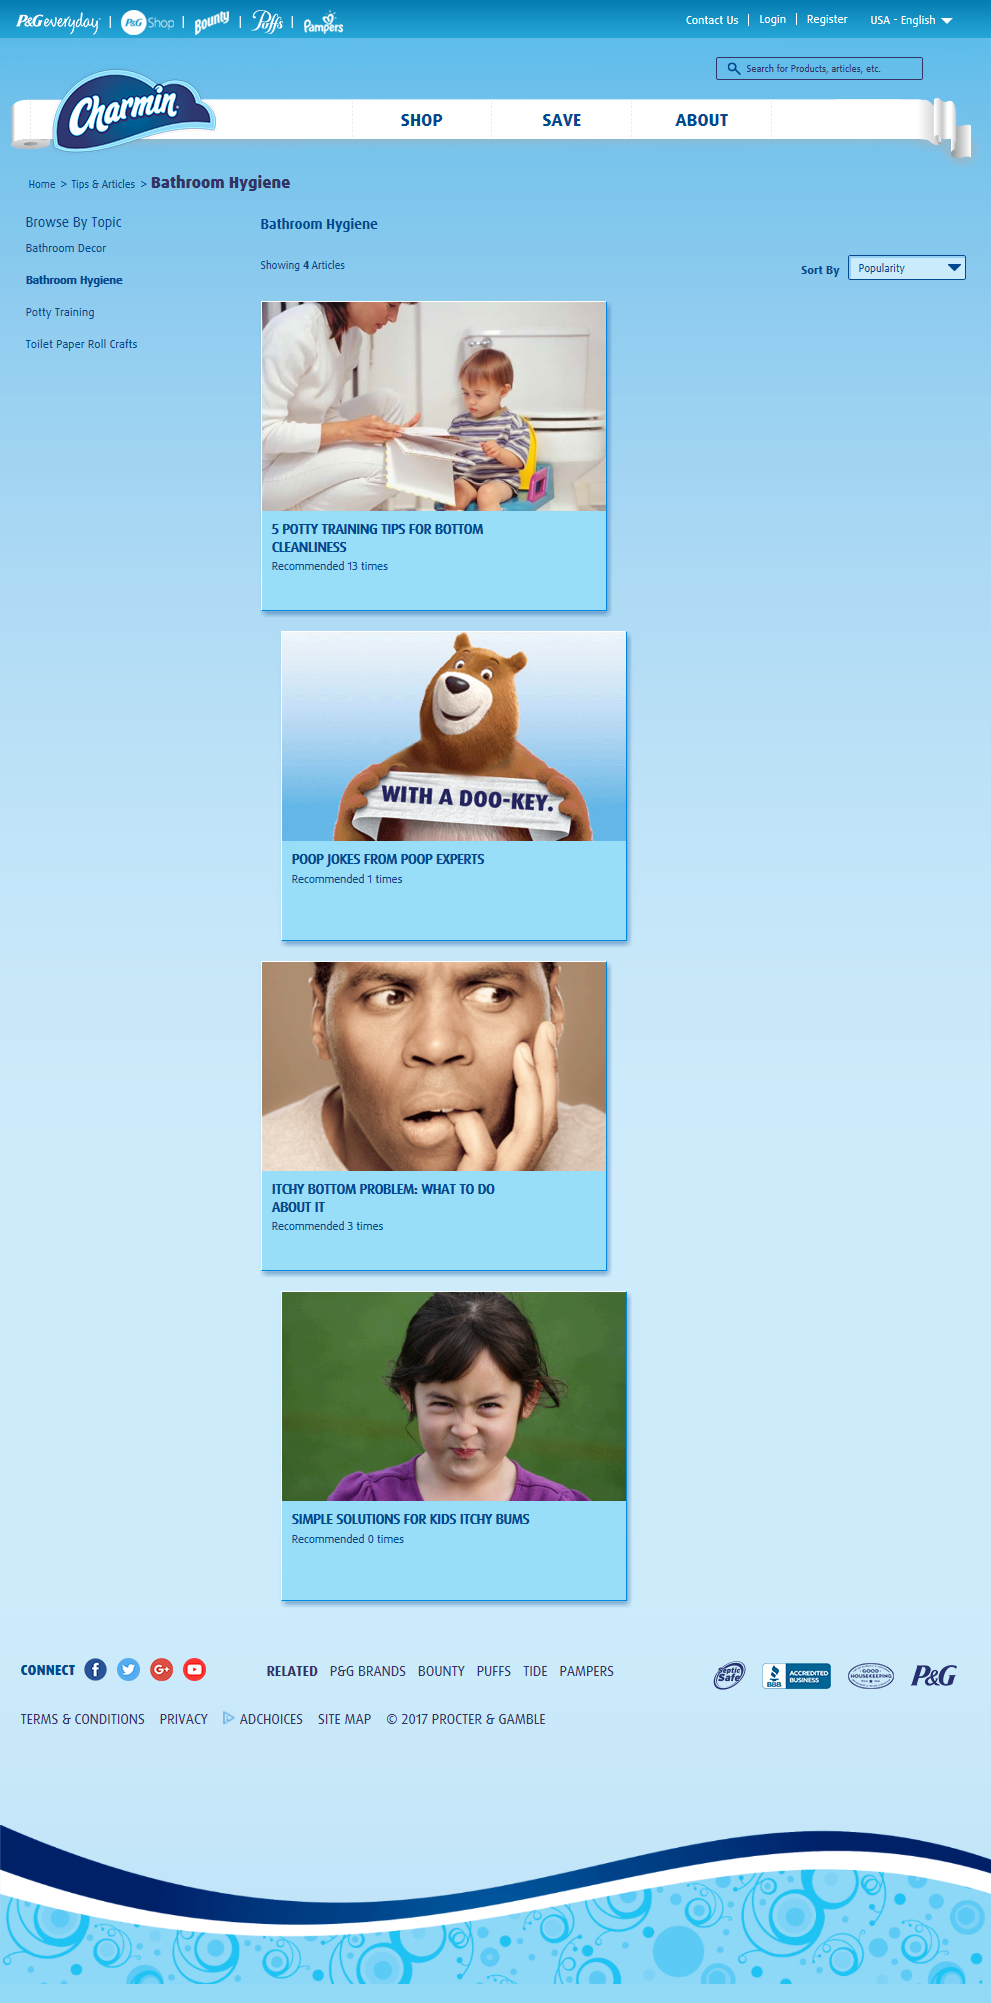 P&G everyday | P&G Shop | Bounty | Puffs | Pampers
Contact Us | Login | Register USA - English
Search for Products, articles, etc.
Charmin
SHOP SAVE ABOUT
Home > Tips & Articles > Bathroom Hygiene
Browse By Topic
Bathroom Decor
Bathroom Hygiene
Potty Training
Toilet Paper Roll Crafts
Bathroom Hygiene
Showing 4 Articles
Sort By Popularity
5 POTTY TRAINING TIPS FOR BOTTOM
CLEANLINESS
Recommended 13 times
WITH A DOO-KEY.
POOP JOKES FROM POOP EXPERTS
Recommended 1 times
ITCHY BOTTOM PROBLEM: WHAT TO DO
ABOUT IT
Recommended 3 times
SIMPLE SOLUTIONS FOR KIDS ITCHY BUMS
Recommended 0 times
CONNECT f G+
RELATED P&G BRANDS BOUNTY PUFFS TIDE PAMPERS
Septic
Safe
BBB
ACCREDITED
BUSINESS
GOOD
HOUSEKEEPING
P&G
TERMS & CONDITIONS PRIVACY ADCHOICES SITE MAP © 2017 PROCTER & GAMBLE